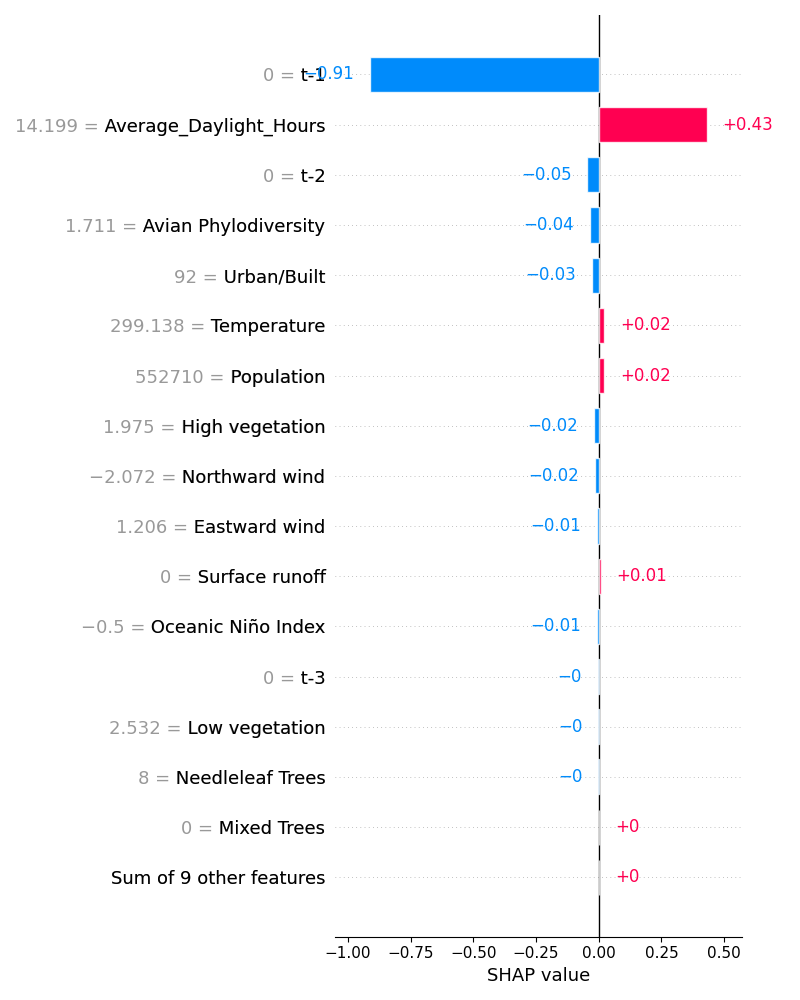 0 = t-1 −0.91
14.199 = Average_Daylight_Hours +0.43
0 = t-2 −0.05
1.711 = Avian Phylodiversity −0.04
92 = Urban/Built −0.03
299.138 = Temperature +0.02
552710 = Population +0.02
1.975 = High vegetation −0.02
−2.072 = Northward wind −0.02
1.206 = Eastward wind −0.01
0 = Surface runoff +0.01
−0.5 = Oceanic Niño Index −0.01
0 = t-3 −0
2.532 = Low vegetation −0
8 = Needleleaf Trees −0
0 = Mixed Trees +0
Sum of 9 other features +0
−1.00 −0.75 −0.50 −0.25 0.00 0.25 0.50
SHAP value